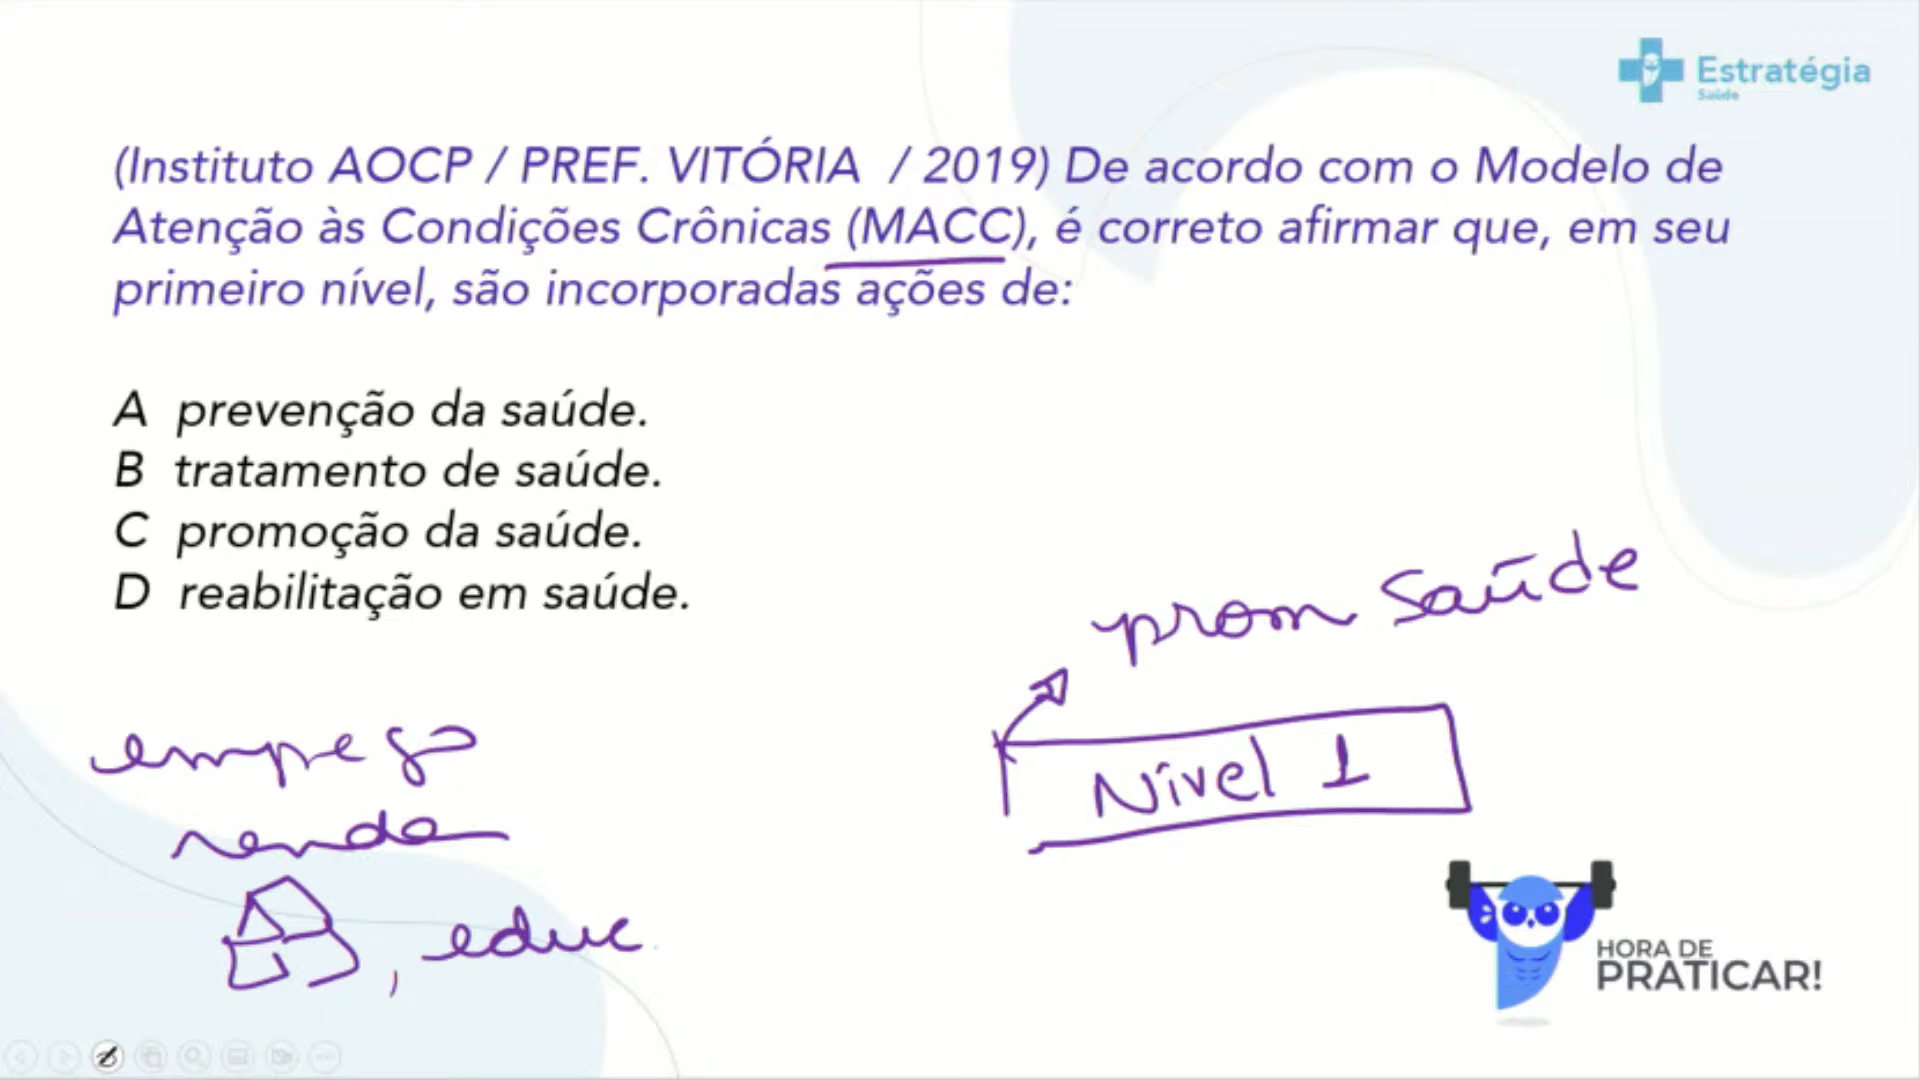 Estratégia
Saúde
(Instituto AOCP / PREF. VITÓRIA / 2019) De acordo com o Modelo de
Atenção às Condições Crônicas (MACC), é correto afirmar que, em seu
primeiro nível, são incorporadas ações de:
A prevenção da saúde.
B tratamento de saúde.
C promoção da saúde.
D reabilitação em saúde.
prom Saúde
Nível 1
empego
renda
, educ
HORA DE
PRATICAR!